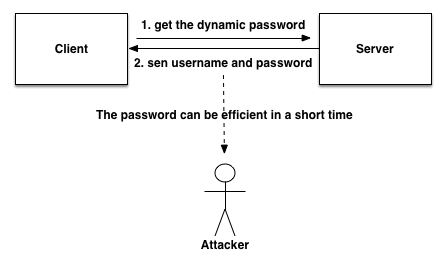 1. get the dynamic password
Client
Server
2. sen username and password
The password can be efficient in a short time
Attacker